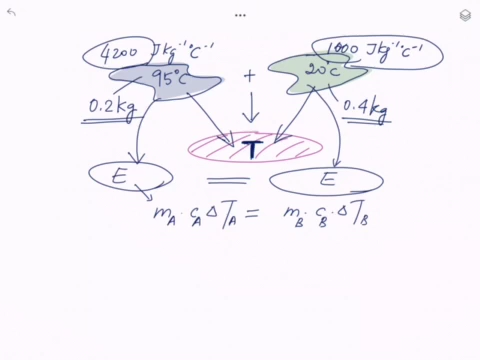 4200 Jkg⁻¹°C⁻¹ 1000 Jkg⁻¹°C⁻¹
95°C + 20°C
0.2kg 0.4kg
T
E = E
m_A · c_A ΔT_A = m_B · c_B · ΔT_B